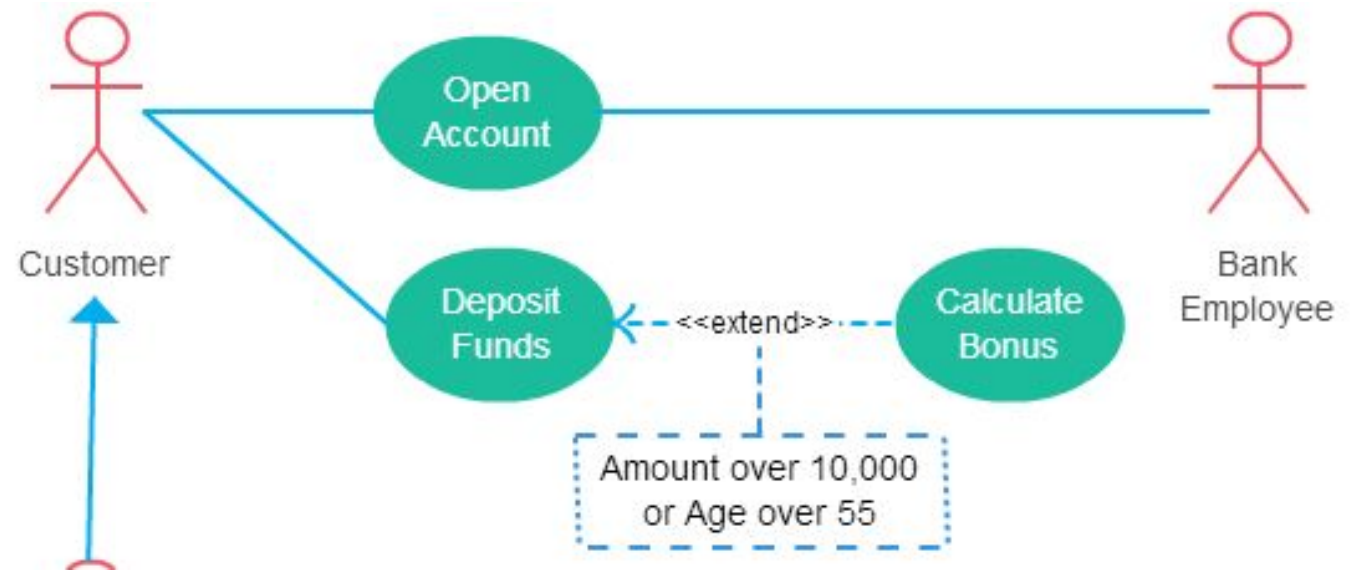 Open
Account
Customer
Bank
Employee
Deposit
Funds
<<extend>>
Calculate
Bonus
Amount over 10,000
or Age over 55